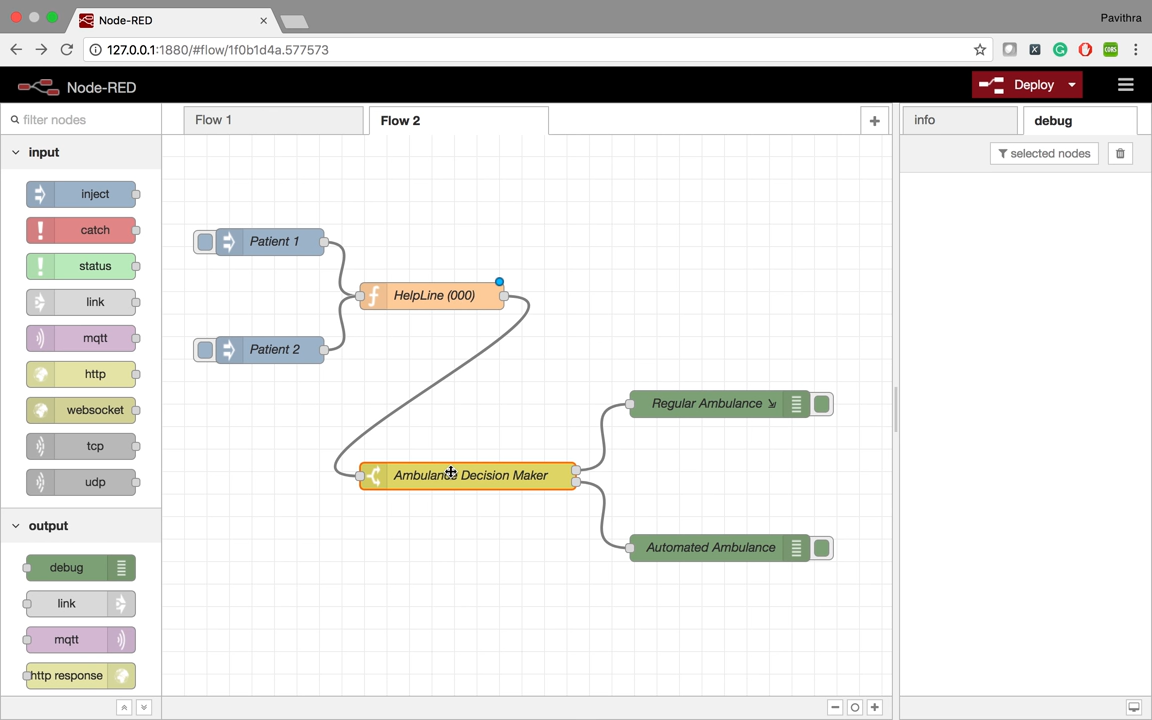 Node-RED
Pavithra
127.0.0.1:1880/#flow/1f0b1d4a.577573
Node-RED
Deploy
filter nodes
Flow 1
Flow 2
info
debug
input
selected nodes
inject
catch
status
link
mqtt
http
websocket
tcp
udp
output
debug
link
mqtt
http response
Patient 1
HelpLine (000)
Patient 2
Regular Ambulance ⇲
Ambulance Decision Maker
Automated Ambulance
X
G
CORS